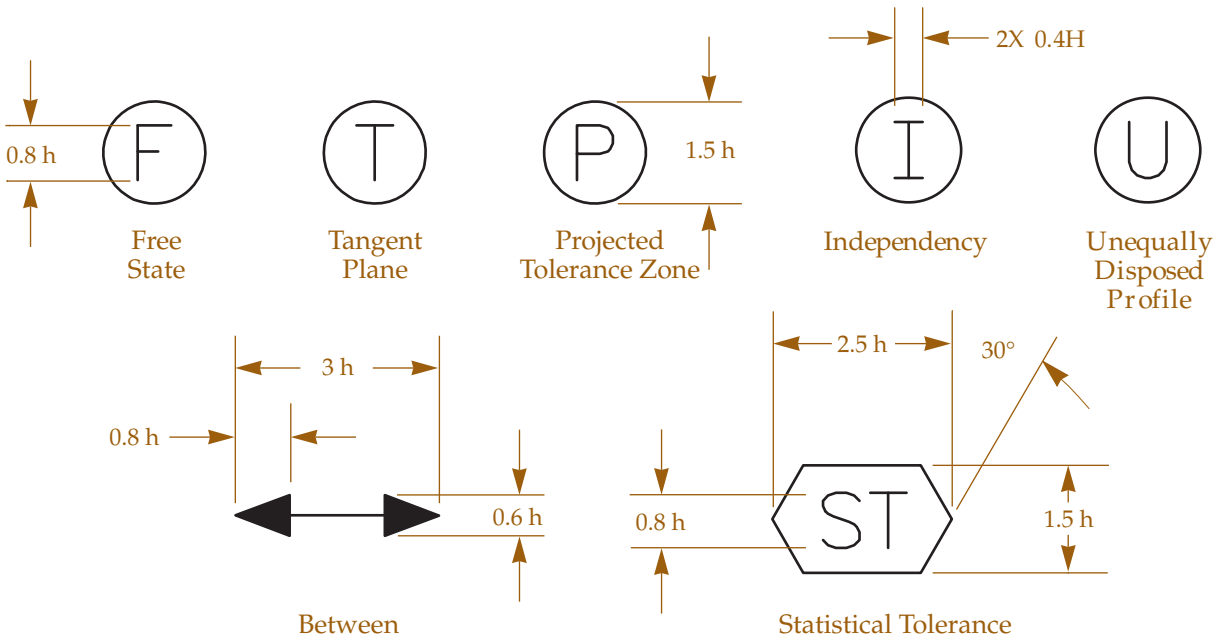 2X 0.4H
F
T
P
I
U
0.8 h
1.5 h
Free
State
Tangent
Plane
Projected
Tolerance Zone
Independency
Unequally
Disposed
Profile
3 h
0.8 h
0.6 h
Between
2.5 h
30°
0.8 h
ST
1.5 h
Statistical Tolerance